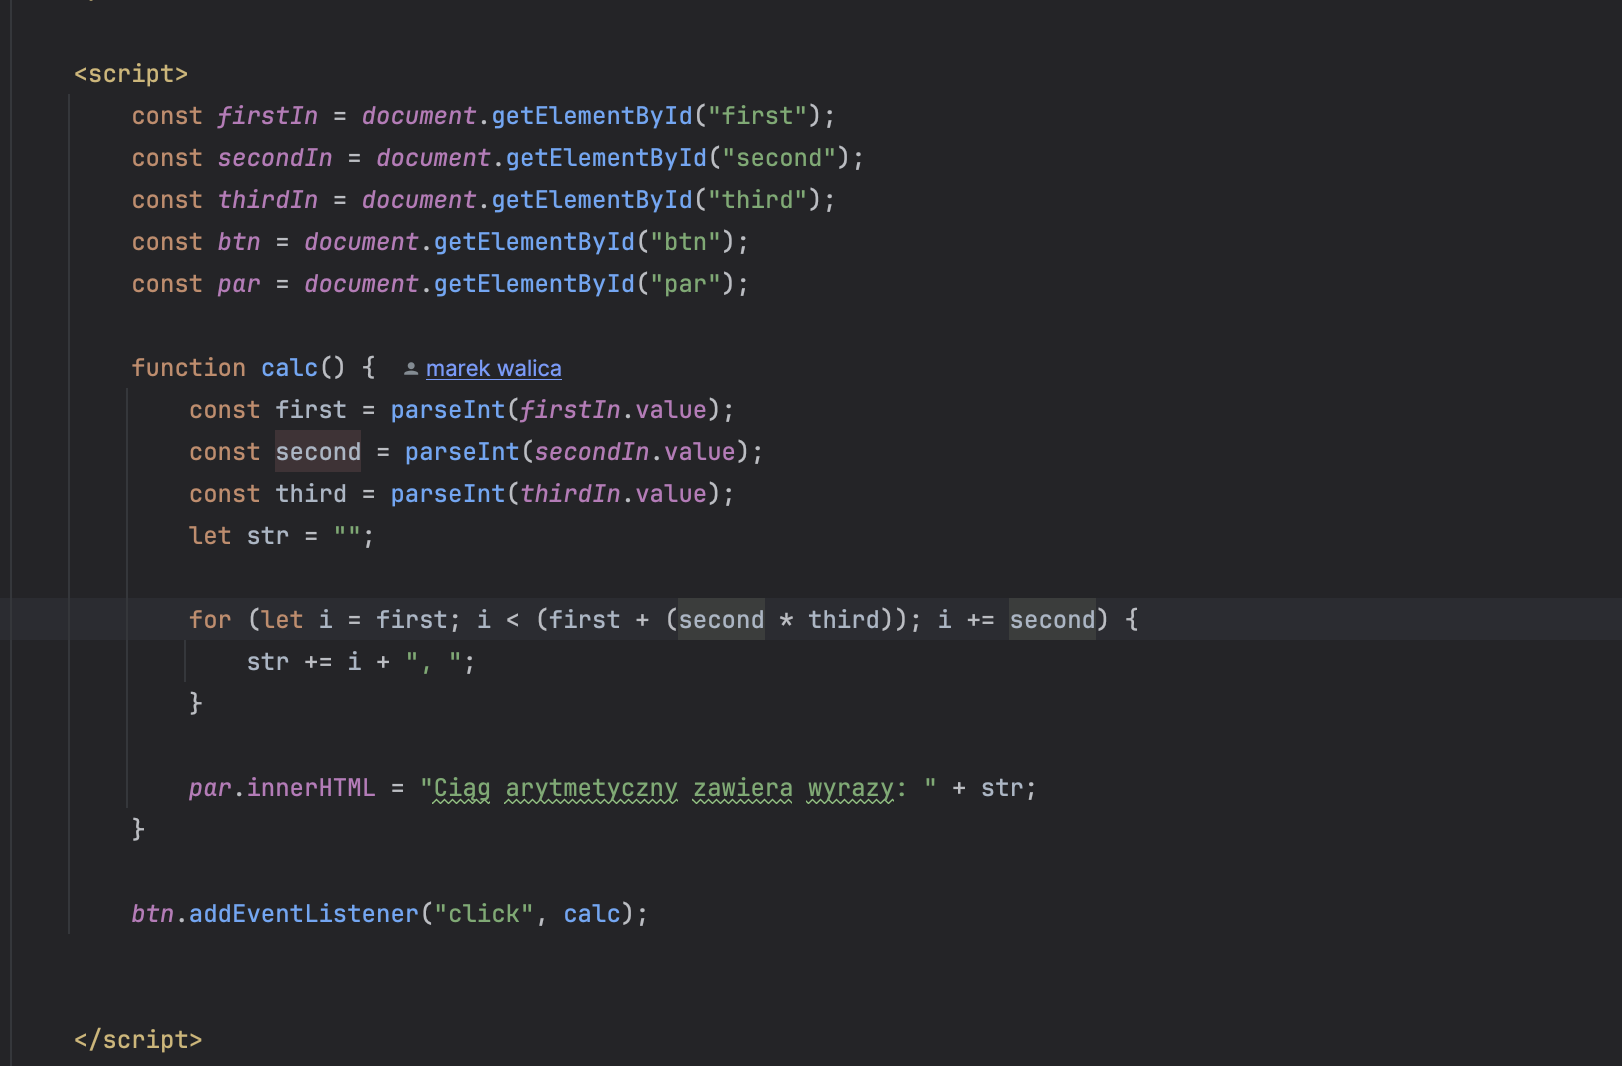 <script>
const firstIn = document.getElementById("first");
const secondIn = document.getElementById("second");
const thirdIn = document.getElementById("third");
const btn = document.getElementById("btn");
const par = document.getElementById("par");
function calc() { marek walica
const first = parseInt(firstIn.value);
const second = parseInt(secondIn.value);
const third = parseInt(thirdIn.value);
let str = "";
for (let i = first; i < (first + (second * third)); i += second) {
str += i + ", ";
}
par.innerHTML = "Ciąg arytmetyczny zawiera wyrazy: " + str;
}
btn.addEventListener("click", calc);
</script>